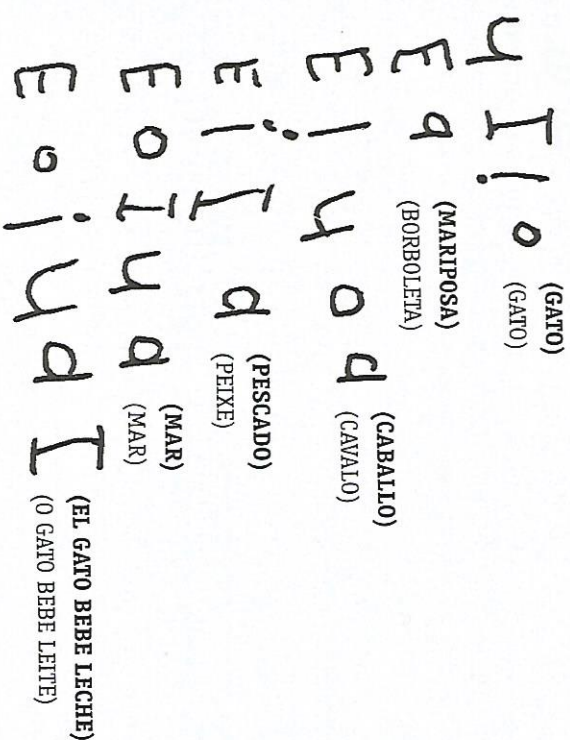 y I i o (GATO)
(GATO)
E a (MARIPOSA)
(BORBOLETA)
E i y o a (CABALLO)
(CAVALO)
E i I a (PESCADO)
(PEIXE)
E o I y a (MAR)
(MAR)
E o i y a I (EL GATO BEBE LECHE)
(O GATO BEBE LEITE)